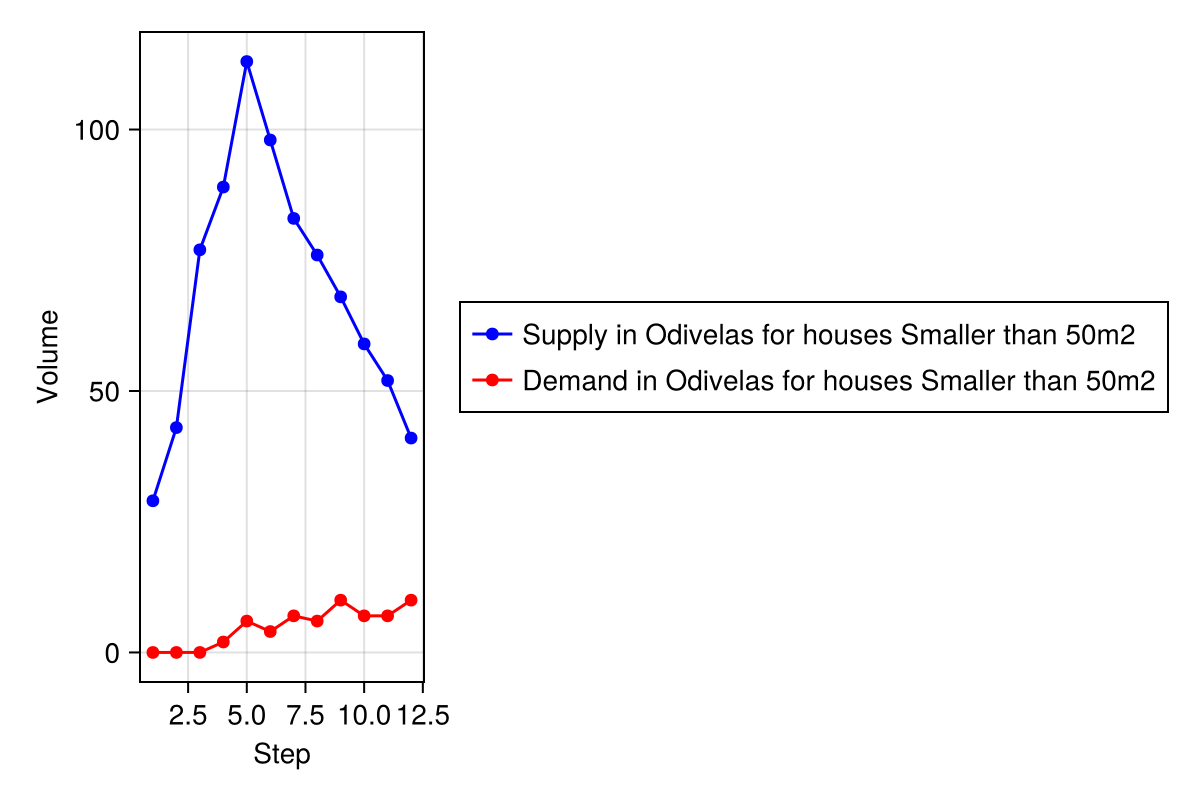 Volume
100
50
0
2.5 5.0 7.5 10.0 12.5
Step
Supply in Odivelas for houses Smaller than 50m2
Demand in Odivelas for houses Smaller than 50m2